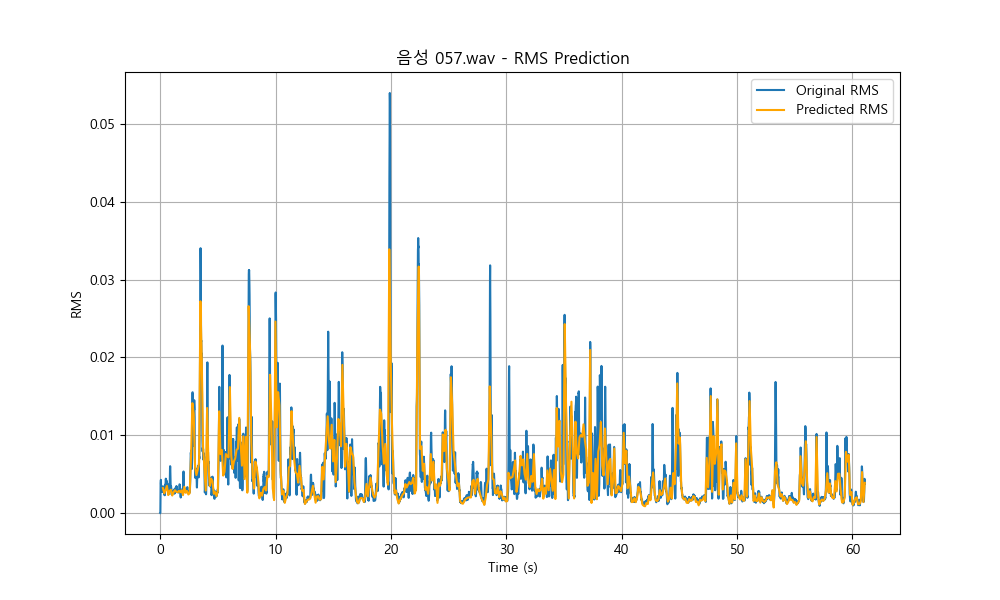 음성 057.wav - RMS Prediction
Original RMS
Predicted RMS
0.05
0.04
0.03
0.02
0.01
0.00
RMS
0 10 20 30 40 50 60
Time (s)